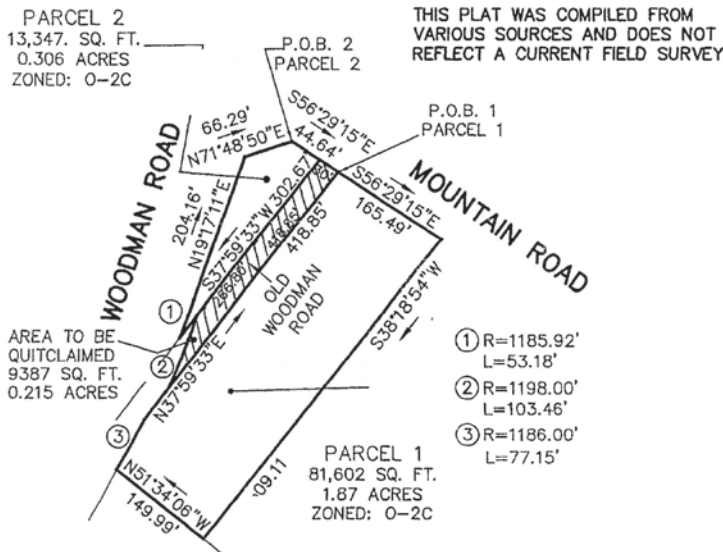 PARCEL 2
13,347. SQ. FT.
0.306 ACRES
ZONED: O-2C
THIS PLAT WAS COMPILED FROM
VARIOUS SOURCES AND DOES NOT
REFLECT A CURRENT FIELD SURVEY
P.O.B. 2
PARCEL 2
P.O.B. 1
PARCEL 1
66.29'
N71°48'50"E
S56°29'15"E
44.64'
S56°29'15"E
165.49'
MOUNTAIN ROAD
WOODMAN ROAD
204.16'
N19°17'11"E
S37°59'33"W 302.67
50.
418.85'
418.85'
OLD
WOODMAN
ROAD
N37°59'33"E
S38°18'54"W
AREA TO BE
QUITCLAIMED
9387 SQ. FT.
0.215 ACRES
1
2
3
1 R=1185.92'
L=53.18'
2 R=1198.00'
L=103.46'
3 R=1186.00'
L=77.15'
PARCEL 1
81,602 SQ. FT.
1.87 ACRES
ZONED: O-2C
09.11
N51°34'06"W
149.99'